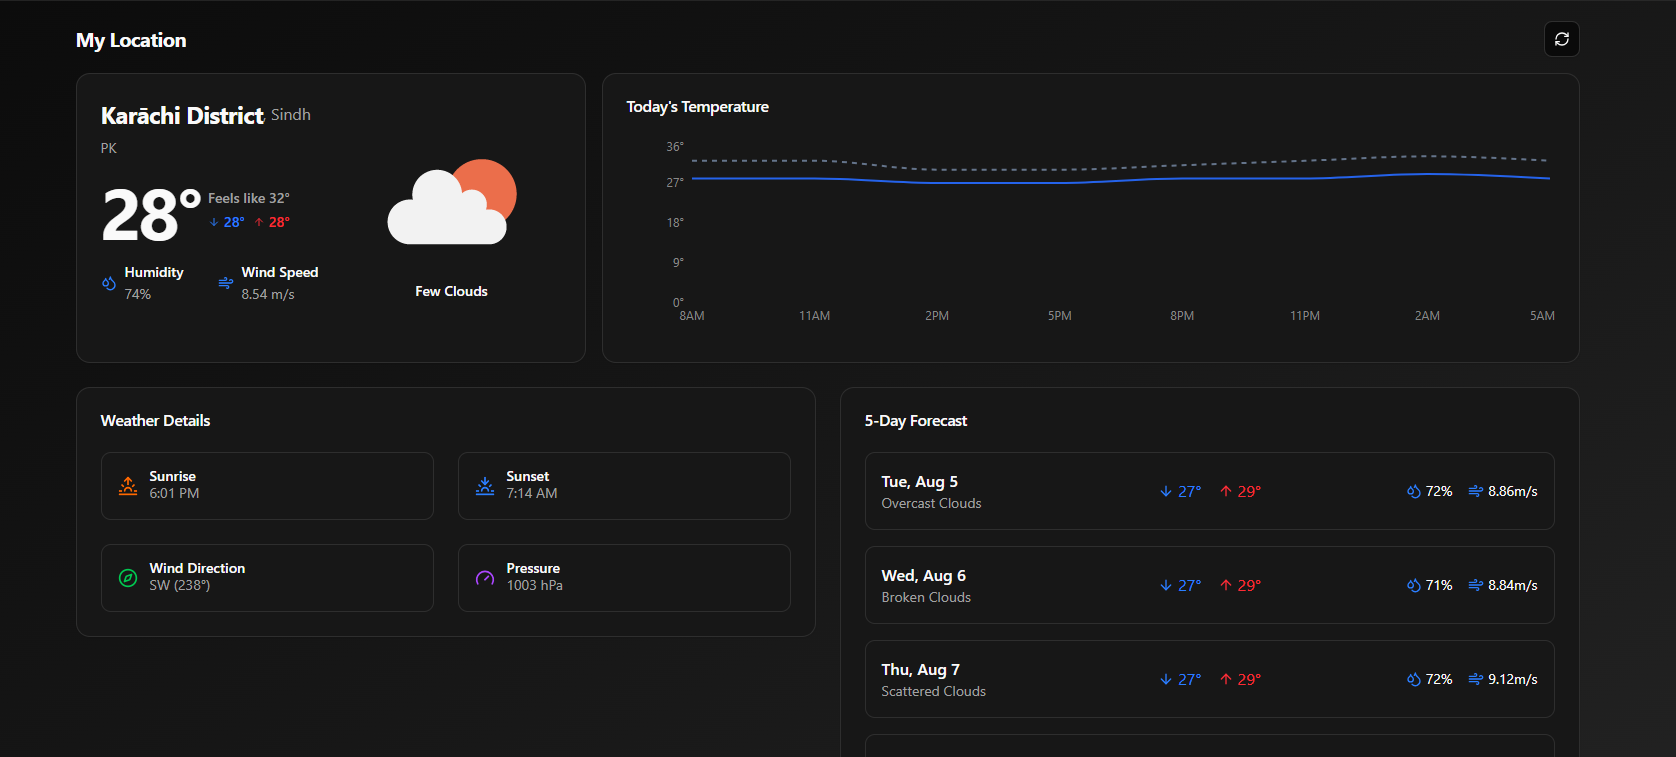 My Location
Karāchi District Sindh
PK
28° Feels like 32°
↓ 28° ↑ 28°
Humidity
74%
Wind Speed
8.54 m/s
Few Clouds
Today's Temperature
36°
27°
18°
9°
0°
8AM 11AM 2PM 5PM 8PM 11PM 2AM 5AM
Weather Details
Sunrise
6:01 PM
Sunset
7:14 AM
Wind Direction
SW (238°)
Pressure
1003 hPa
5-Day Forecast
Tue, Aug 5
Overcast Clouds
↓ 27° ↑ 29° 72% 8.86m/s
Wed, Aug 6
Broken Clouds
↓ 27° ↑ 29° 71% 8.84m/s
Thu, Aug 7
Scattered Clouds
↓ 27° ↑ 29° 72% 9.12m/s